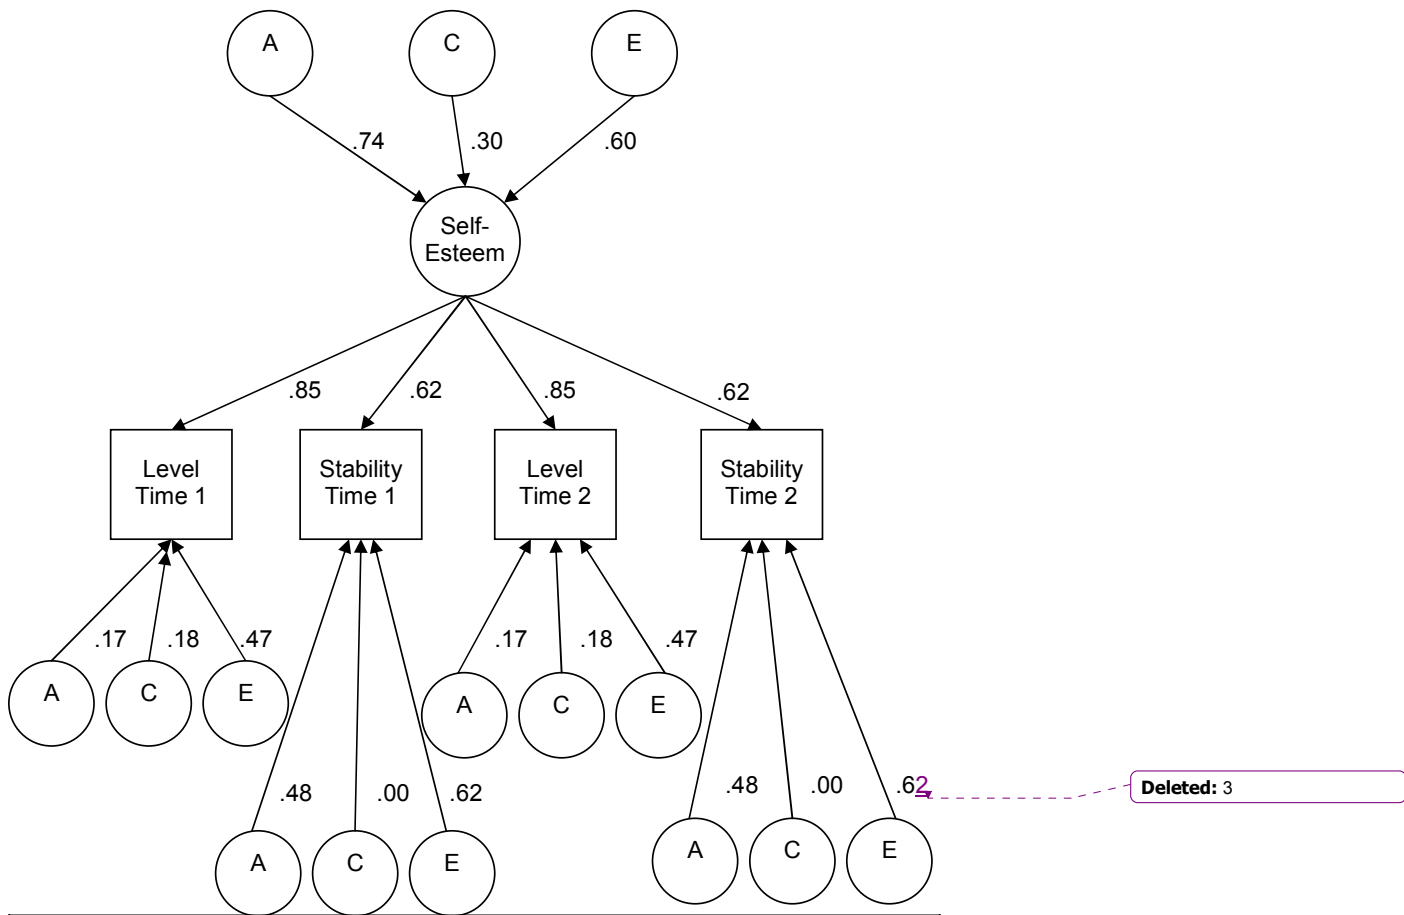 A C E
.74 .30 .60
Self-
Esteem
.85 .62 .85 .62
Level
Time 1
Stability
Time 1
Level
Time 2
Stability
Time 2
.17 .18 .47 .17 .18 .47
A C E A C E
.48 .00 .62 .48 .00 .62
Deleted: 3
A C E A C E